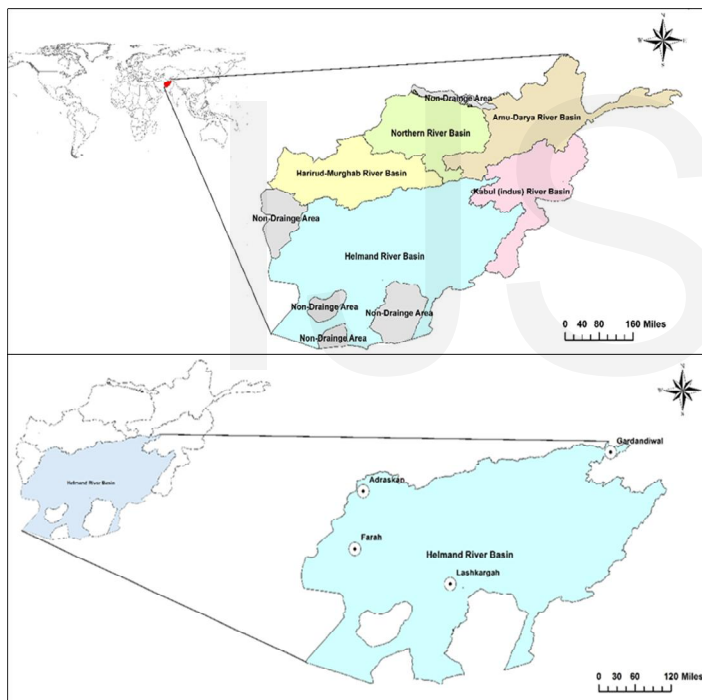 N
W E
S
Non-Drainge Area
Amu-Darya River Basin
Northern River Basin
Harirud-Murghab River Basin
Kabul (indus) River Basin
Non-Drainge Area
Helmand River Basin
Non-Drainge Area
Non-Drainge Area
Non-Drainge Area
0 40 80 160 Miles
IJS
N
W E
S
Gardandiwal
Helmand River Basin
Adraskan
Farah
Helmand River Basin
Lashkargah
0 30 60 120 Miles